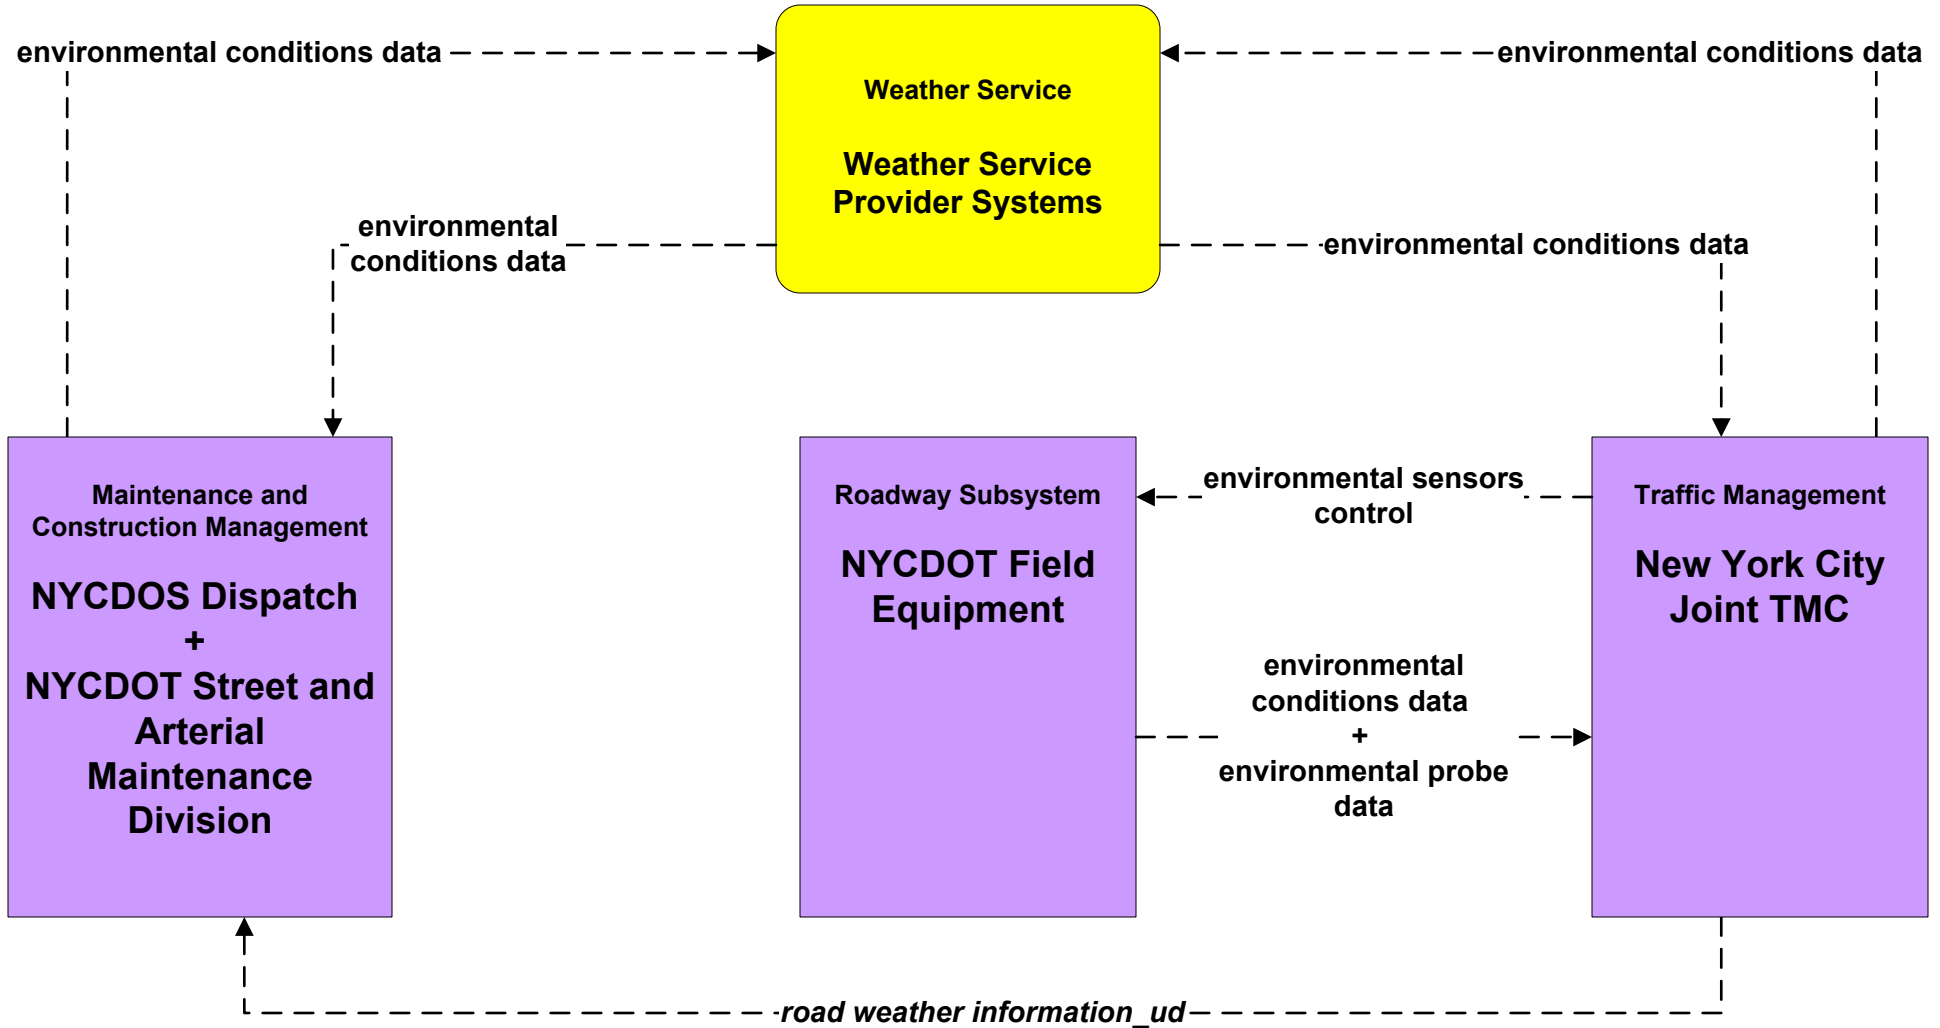 environmental conditions data
environmental conditions data
Weather Service
Weather Service
Provider Systems
environmental
conditions data
environmental conditions data
Maintenance and
Construction Management
NYCDOS Dispatch
+
NYCDOT Street and
Arterial
Maintenance
Division
Roadway Subsystem
NYCDOT Field
Equipment
environmental sensors
control
environmental
conditions data
+
environmental probe
data
Traffic Management
New York City
Joint TMC
road weather information_ud